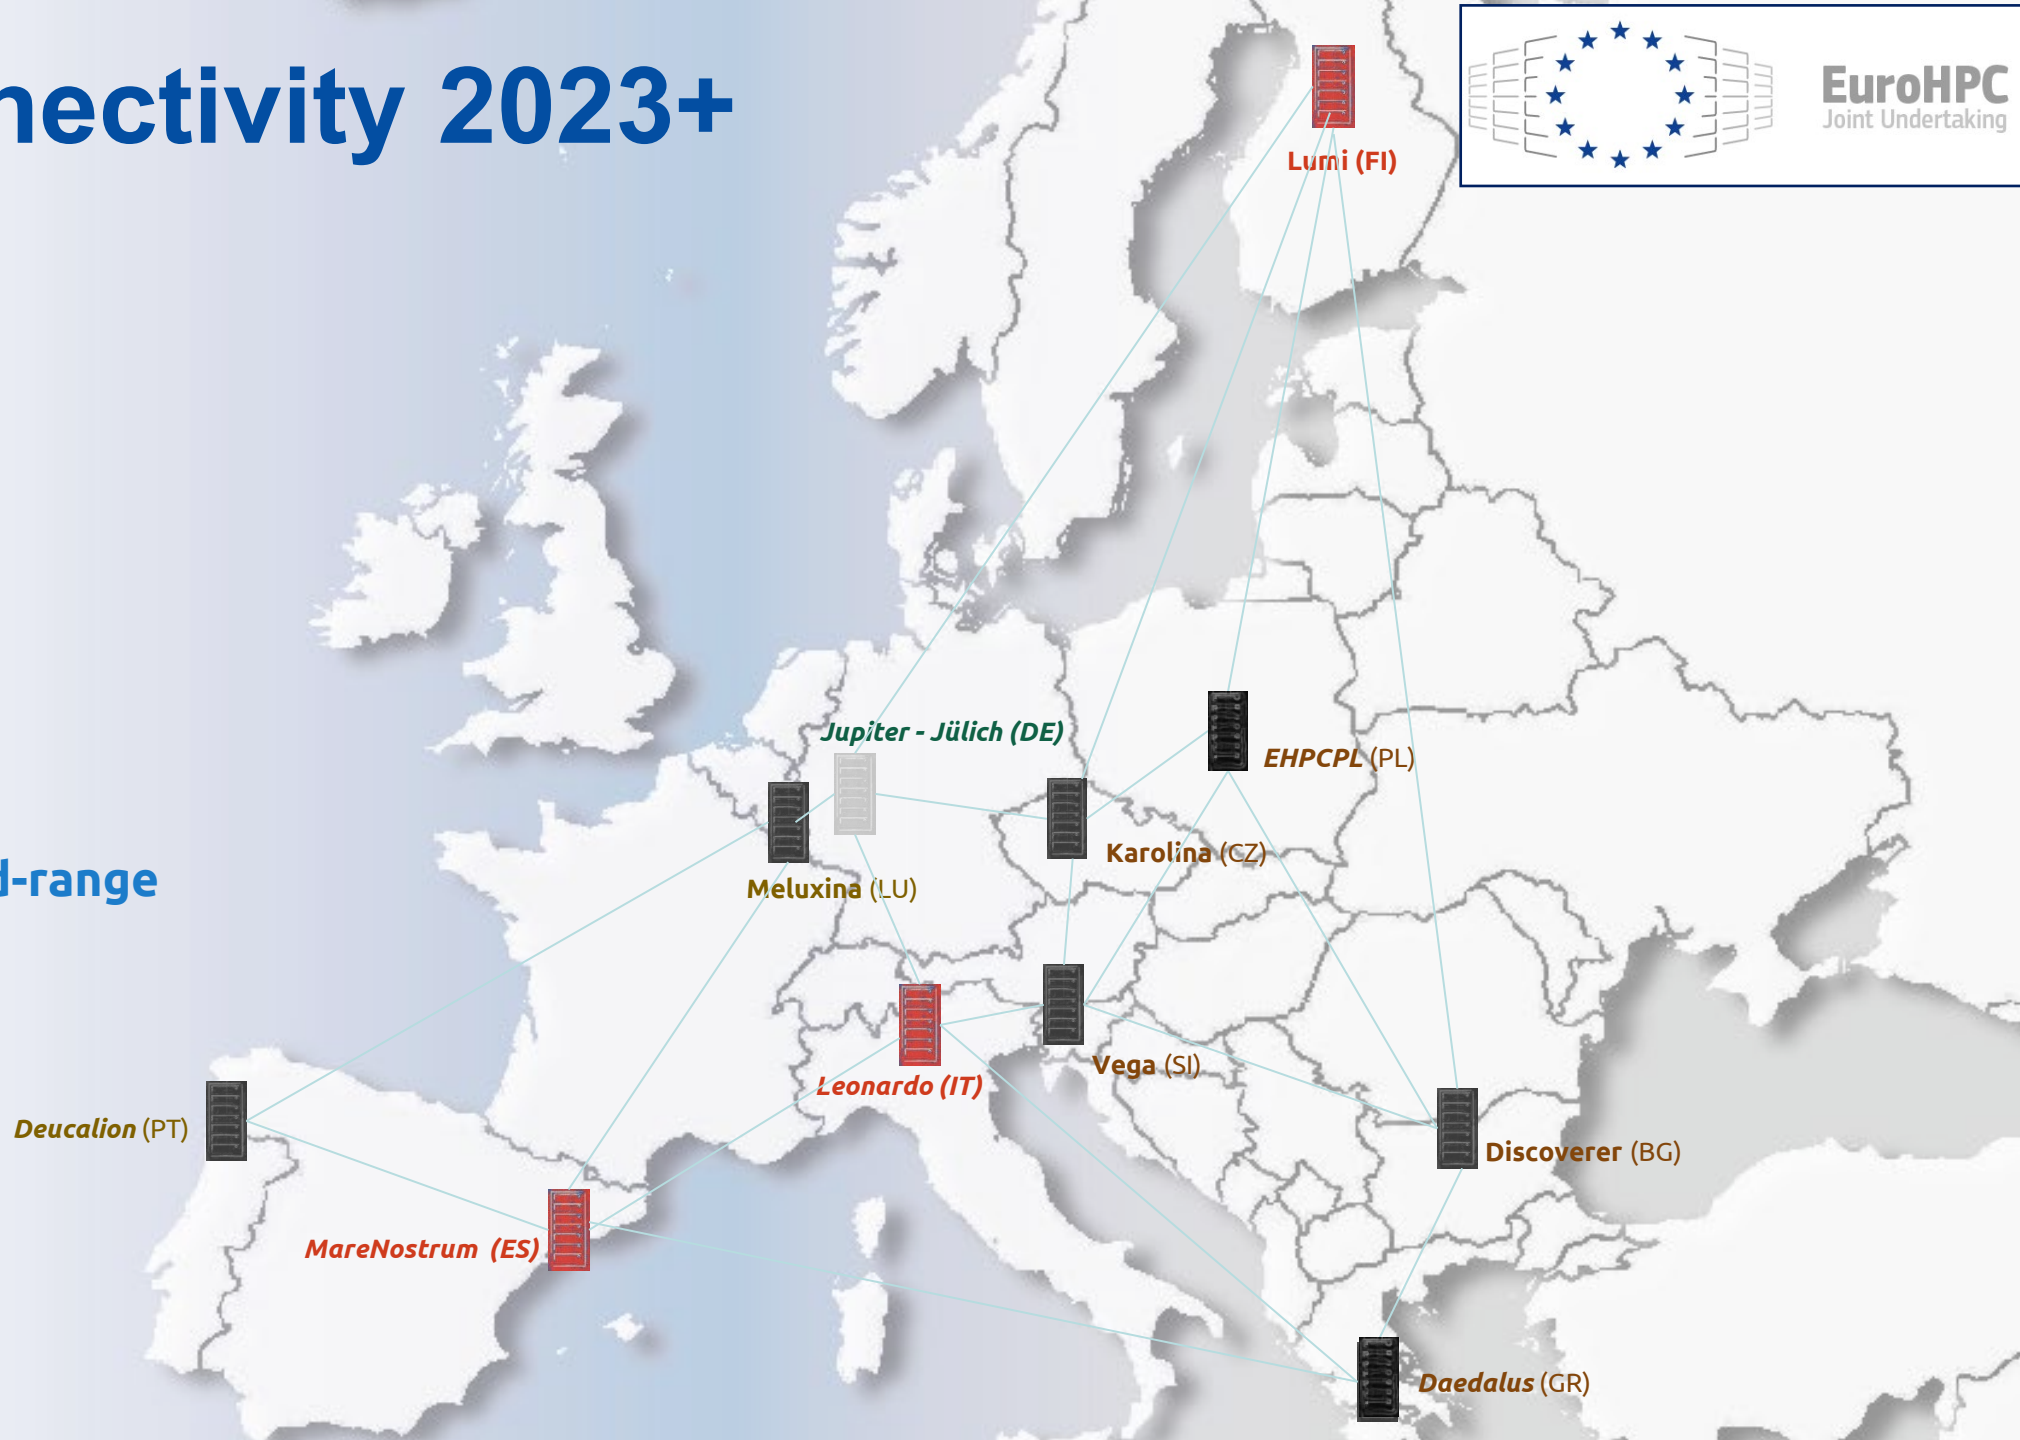 nectivity 2023+
EuroHPC
Joint Undertaking
Lumi (FI)
Jupiter - Jülich (DE)
EHPCPL (PL)
Karolina (CZ)
d-range
Meluxina (LU)
Vega (SI)
Leonardo (IT)
Deucalion (PT)
Discoverer (BG)
MareNostrum (ES)
Daedalus (GR)